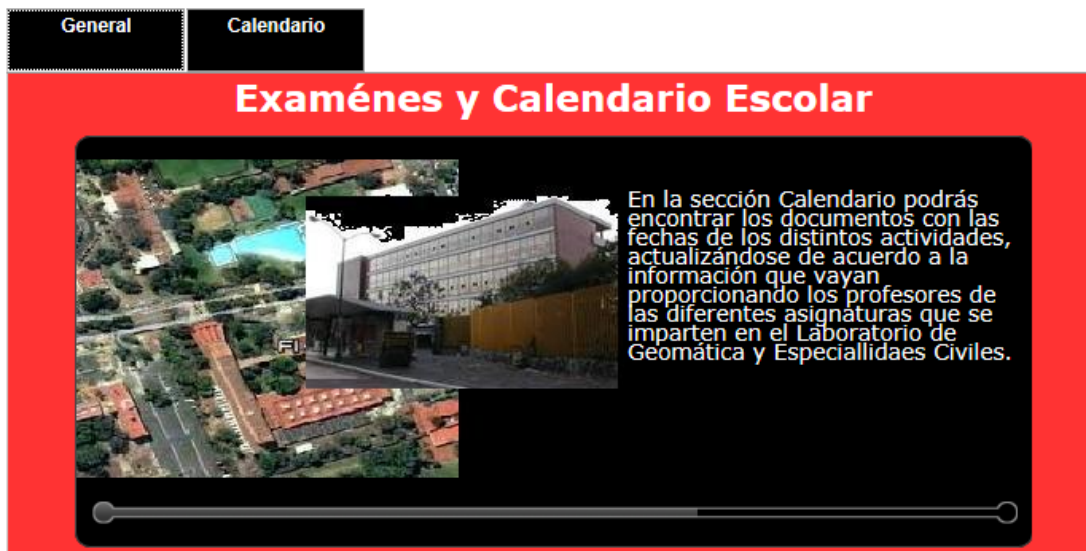 General
Calendario
Examénes y Calendario Escolar
En la sección Calendario podrás
encontrar los documentos con las
fechas de los distintos actividades,
actualizándose de acuerdo a la
información que vayan
proporcionando los profesores de
las diferentes asignaturas que se
imparten en el Laboratorio de
Geomática y Especiallidaes Civiles.